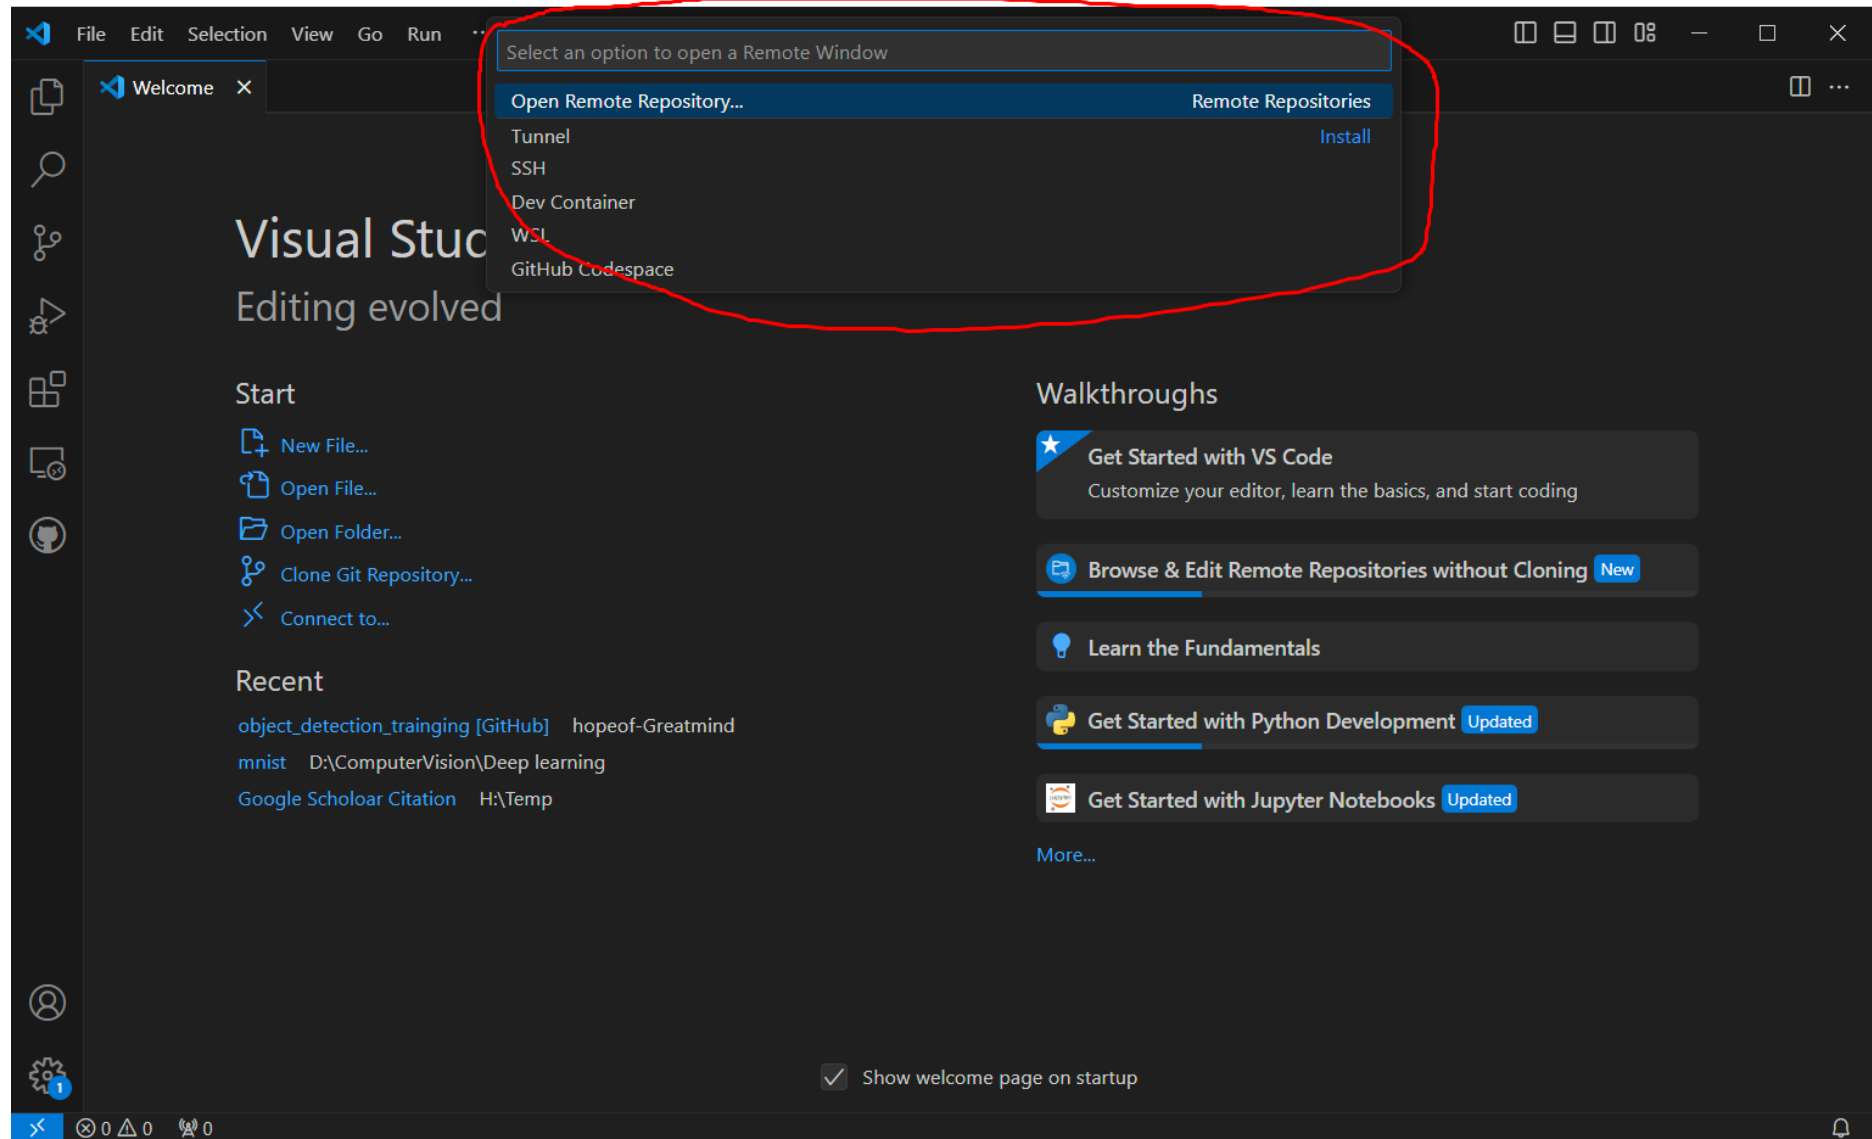 File Edit Selection View Go Run ··
Select an option to open a Remote Window
Welcome
Open Remote Repository... Remote Repositories
Tunnel Install
SSH
Dev Container
WSL
GitHub Codespace
Visual Stud
Editing evolved
Start
New File...
Open File...
Open Folder...
Clone Git Repository...
Connect to...
Recent
object_detection_trainging [GitHub] hopeof-Greatmind
mnist D:\ComputerVision\Deep learning
Google Scholoar Citation H:\Temp
Walkthroughs
Get Started with VS Code
Customize your editor, learn the basics, and start coding
Browse & Edit Remote Repositories without Cloning New
Learn the Fundamentals
Get Started with Python Development Updated
Get Started with Jupyter Notebooks Updated
More...
1
Show welcome page on startup
0 0 0